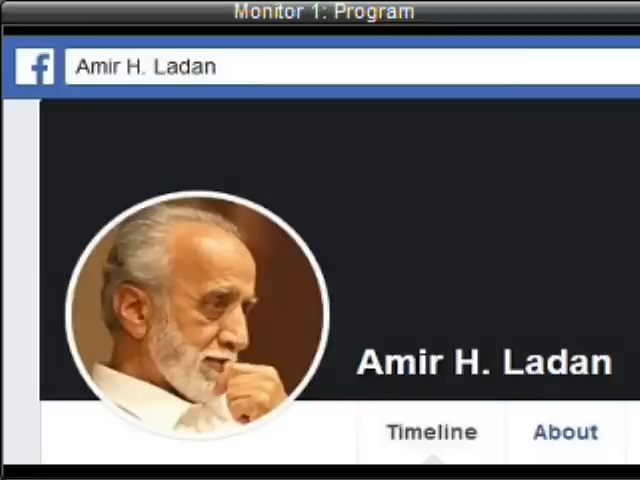 Monitor 1: Program
Amir H. Ladan
Amir H. Ladan
Timeline
About